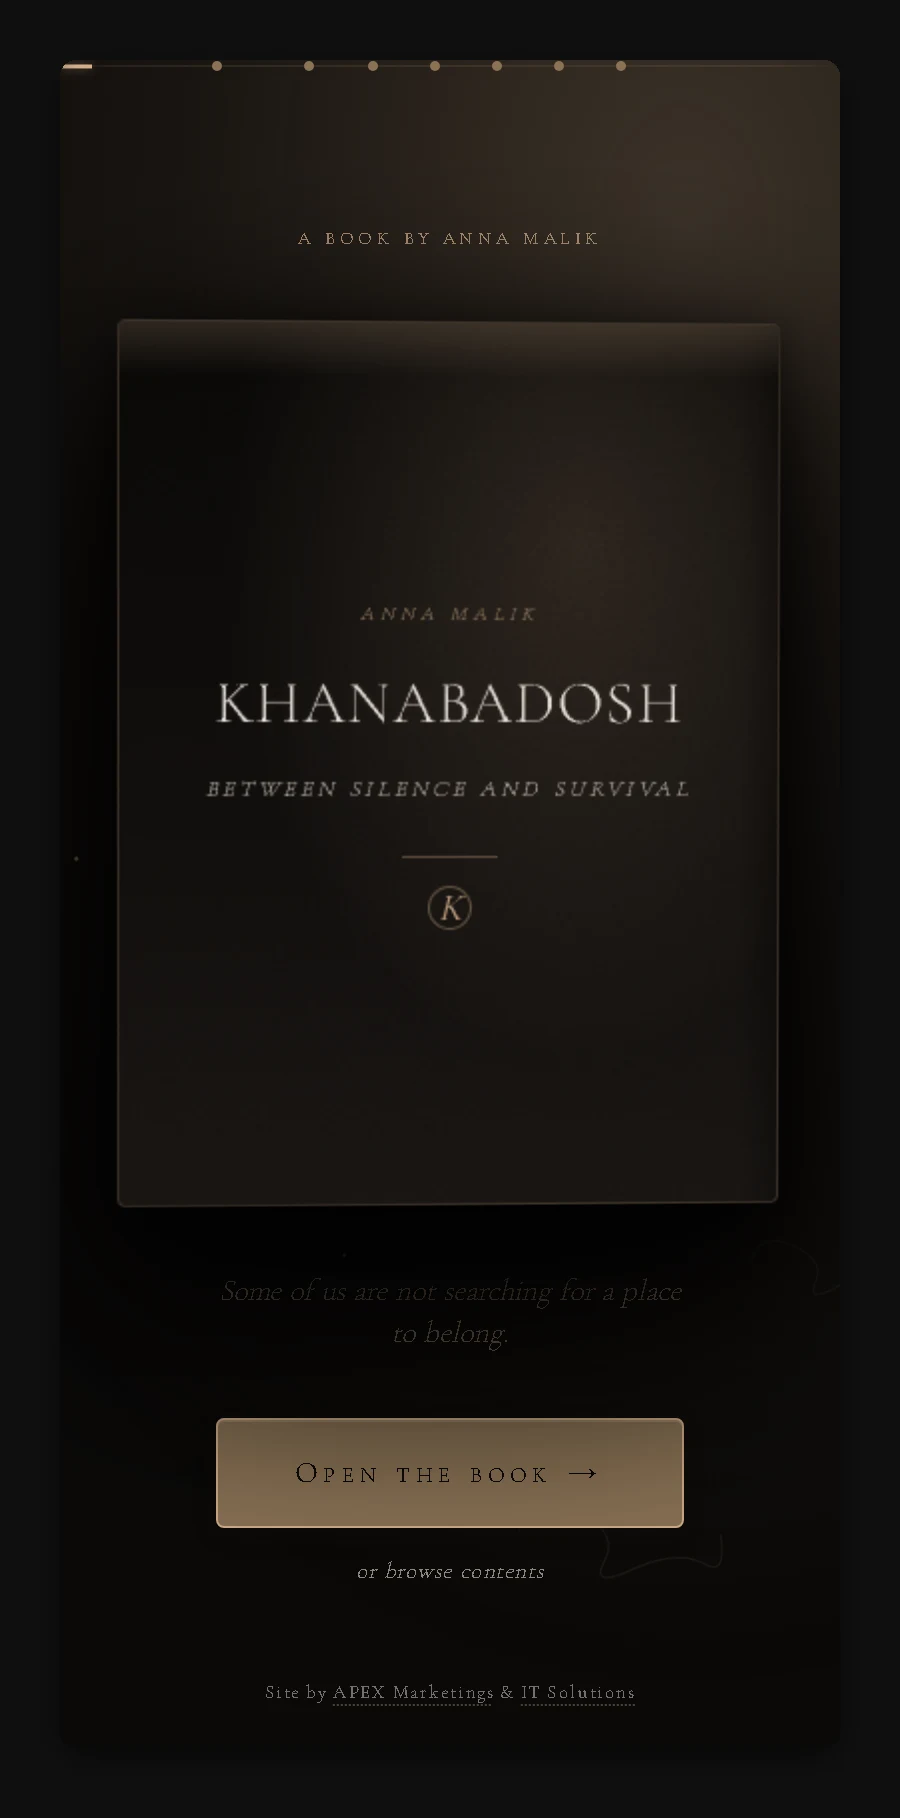 A BOOK BY ANNA MALIK
ANNA MALIK
KHANABADOSH
BETWEEN SILENCE AND SURVIVAL
K
Some of us are not searching for a place
to belong.
OPEN THE BOOK →
or browse contents
Site by APEX Marketings & IT Solutions